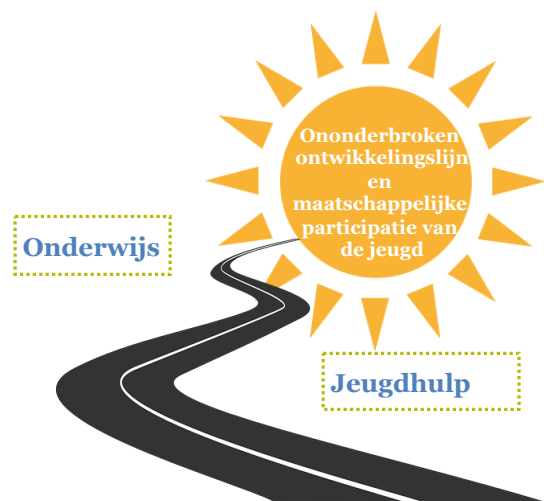 Ononderbroken
ontwikkelingslijn
en
maatschappelijke
participatie van
de jeugd
Onderwijs
Jeugdhulp